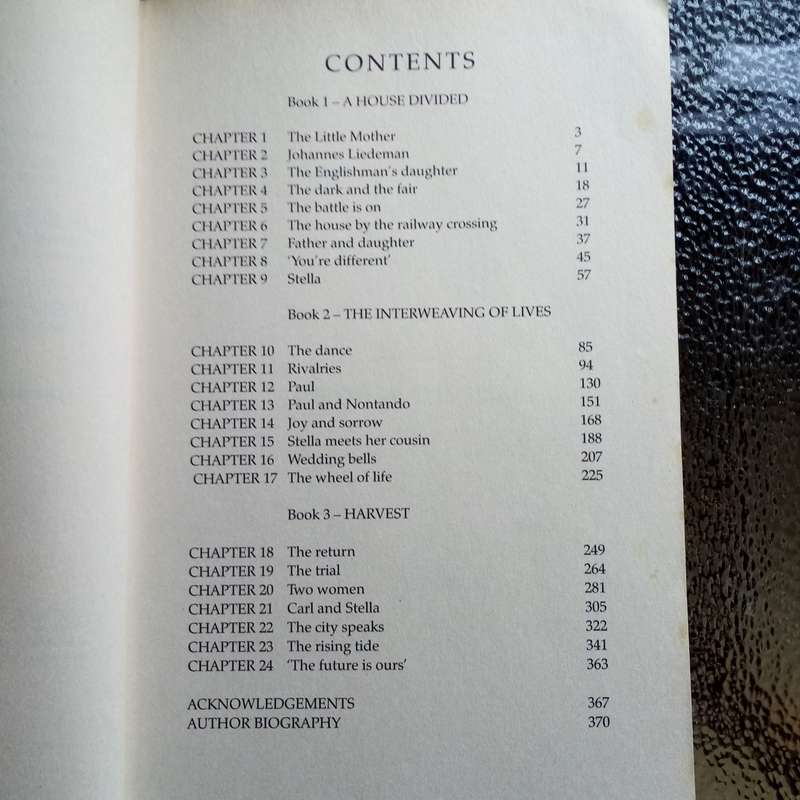 CONTENTS
Book 1 – A HOUSE DIVIDED
CHAPTER 1 The Little Mother 3
CHAPTER 2 Johannes Liedeman 7
CHAPTER 3 The Englishman's daughter 11
CHAPTER 4 The dark and the fair 18
CHAPTER 5 The battle is on 27
CHAPTER 6 The house by the railway crossing 31
CHAPTER 7 Father and daughter 37
CHAPTER 8 'You're different' 45
CHAPTER 9 Stella 57
Book 2 – THE INTERWEAVING OF LIVES
CHAPTER 10 The dance 85
CHAPTER 11 Rivalries 94
CHAPTER 12 Paul 130
CHAPTER 13 Paul and Nontando 151
CHAPTER 14 Joy and sorrow 168
CHAPTER 15 Stella meets her cousin 188
CHAPTER 16 Wedding bells 207
CHAPTER 17 The wheel of life 225
Book 3 – HARVEST
CHAPTER 18 The return 249
CHAPTER 19 The trial 264
CHAPTER 20 Two women 281
CHAPTER 21 Carl and Stella 305
CHAPTER 22 The city speaks 322
CHAPTER 23 The rising tide 341
CHAPTER 24 'The future is ours' 363
ACKNOWLEDGEMENTS 367
AUTHOR BIOGRAPHY 370